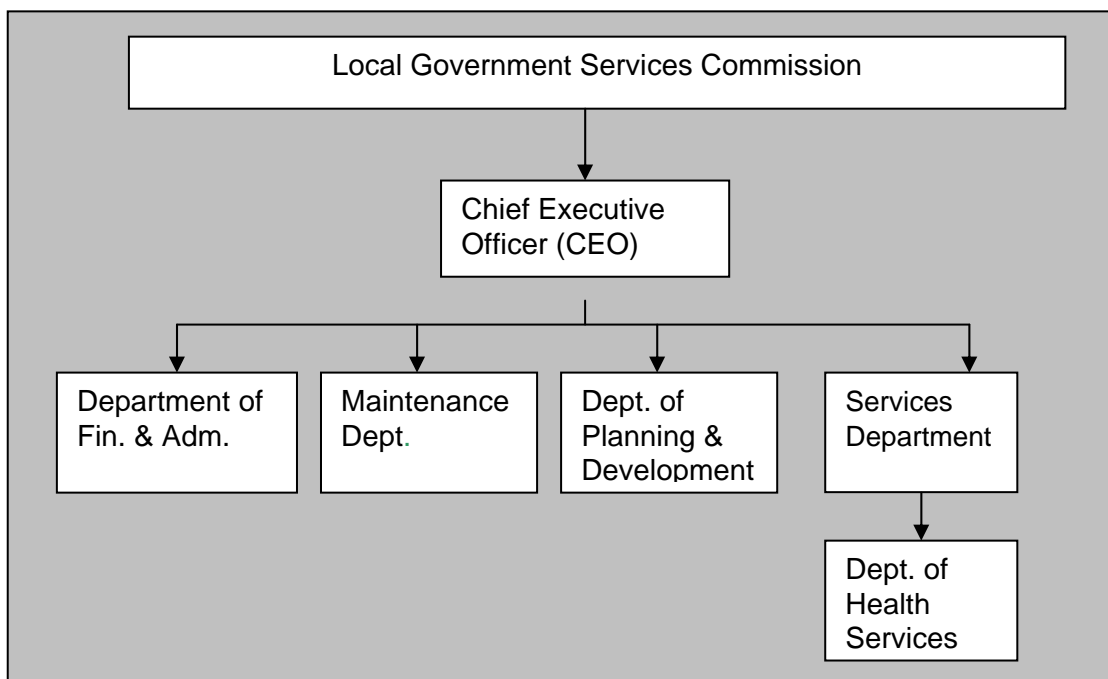 Local Government Services Commission
Chief Executive
Officer (CEO)
Department of
Fin. & Adm.
Maintenance
Dept.
Dept. of
Planning &
Development
Services
Department
Dept. of
Health
Services